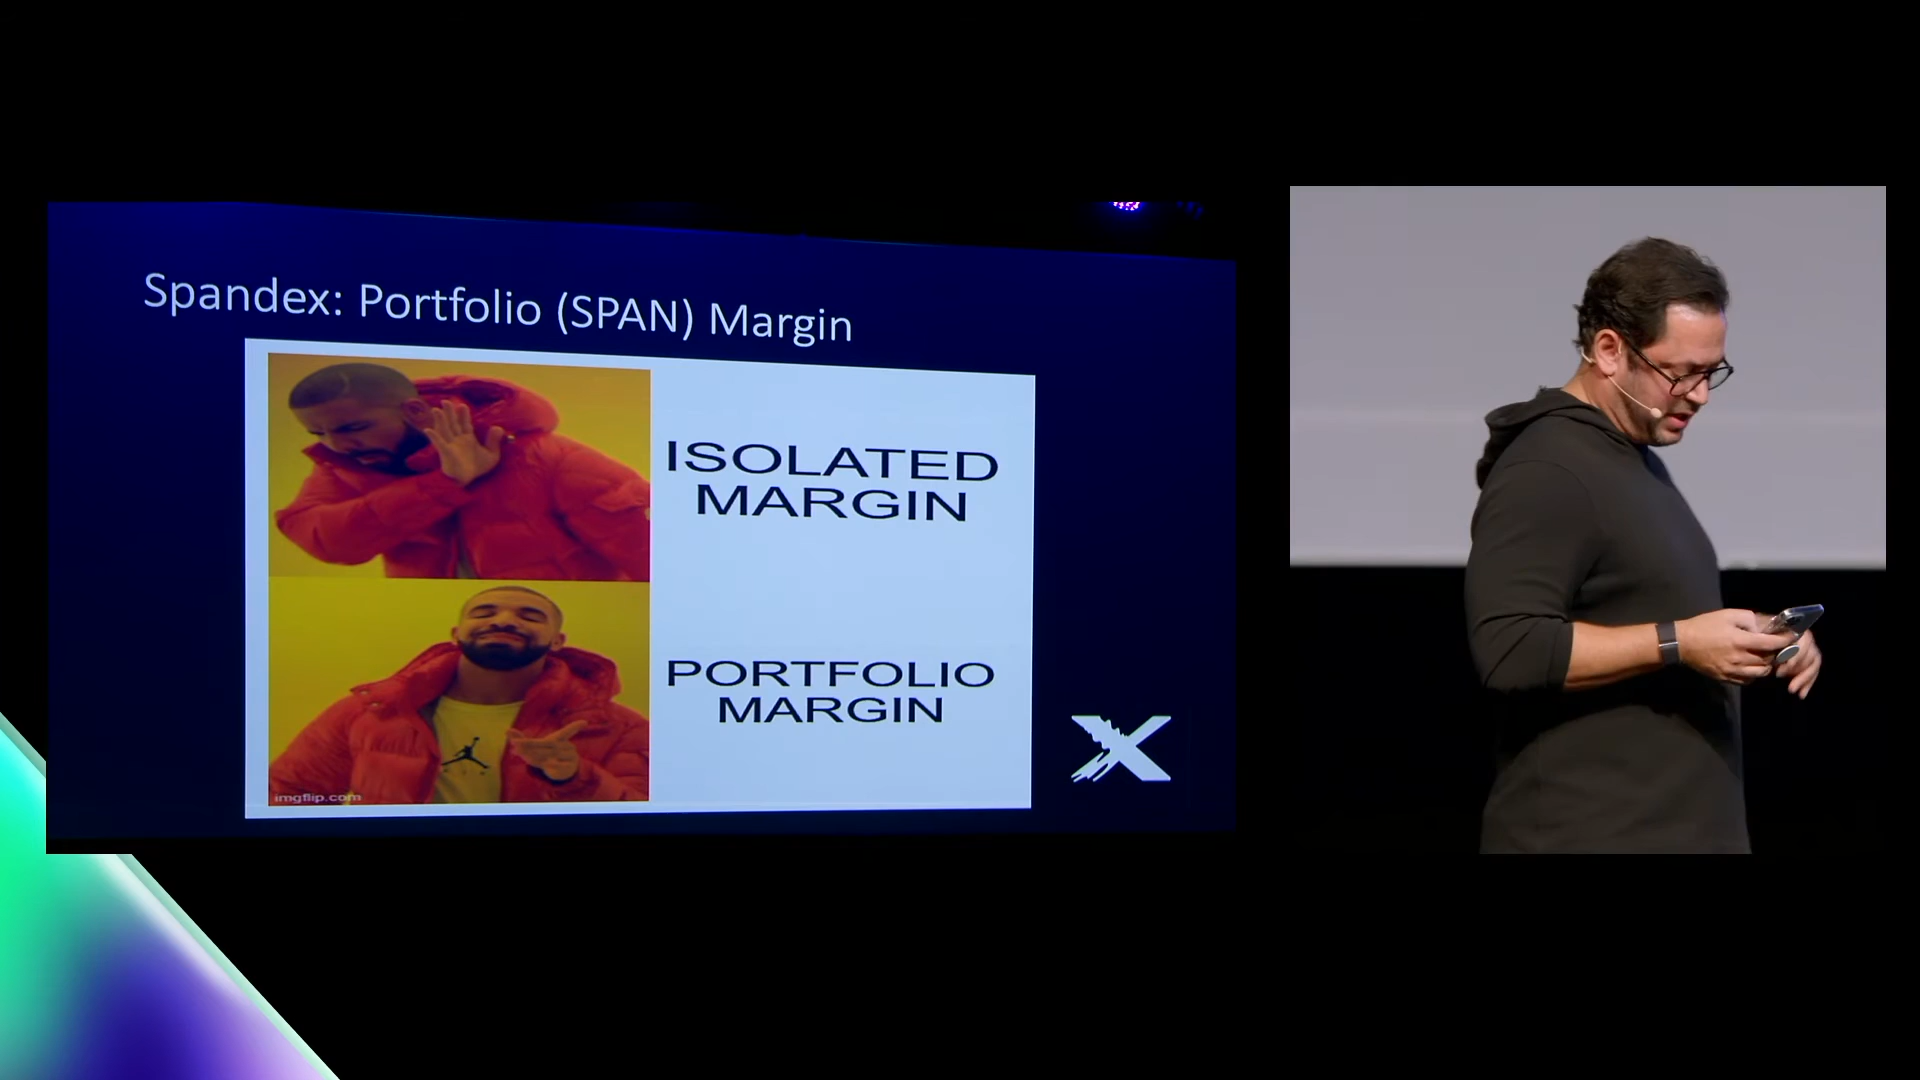 Spandex: Portfolio (SPAN) Margin
ISOLATED
MARGIN
PORTFOLIO
MARGIN
imgflip.com